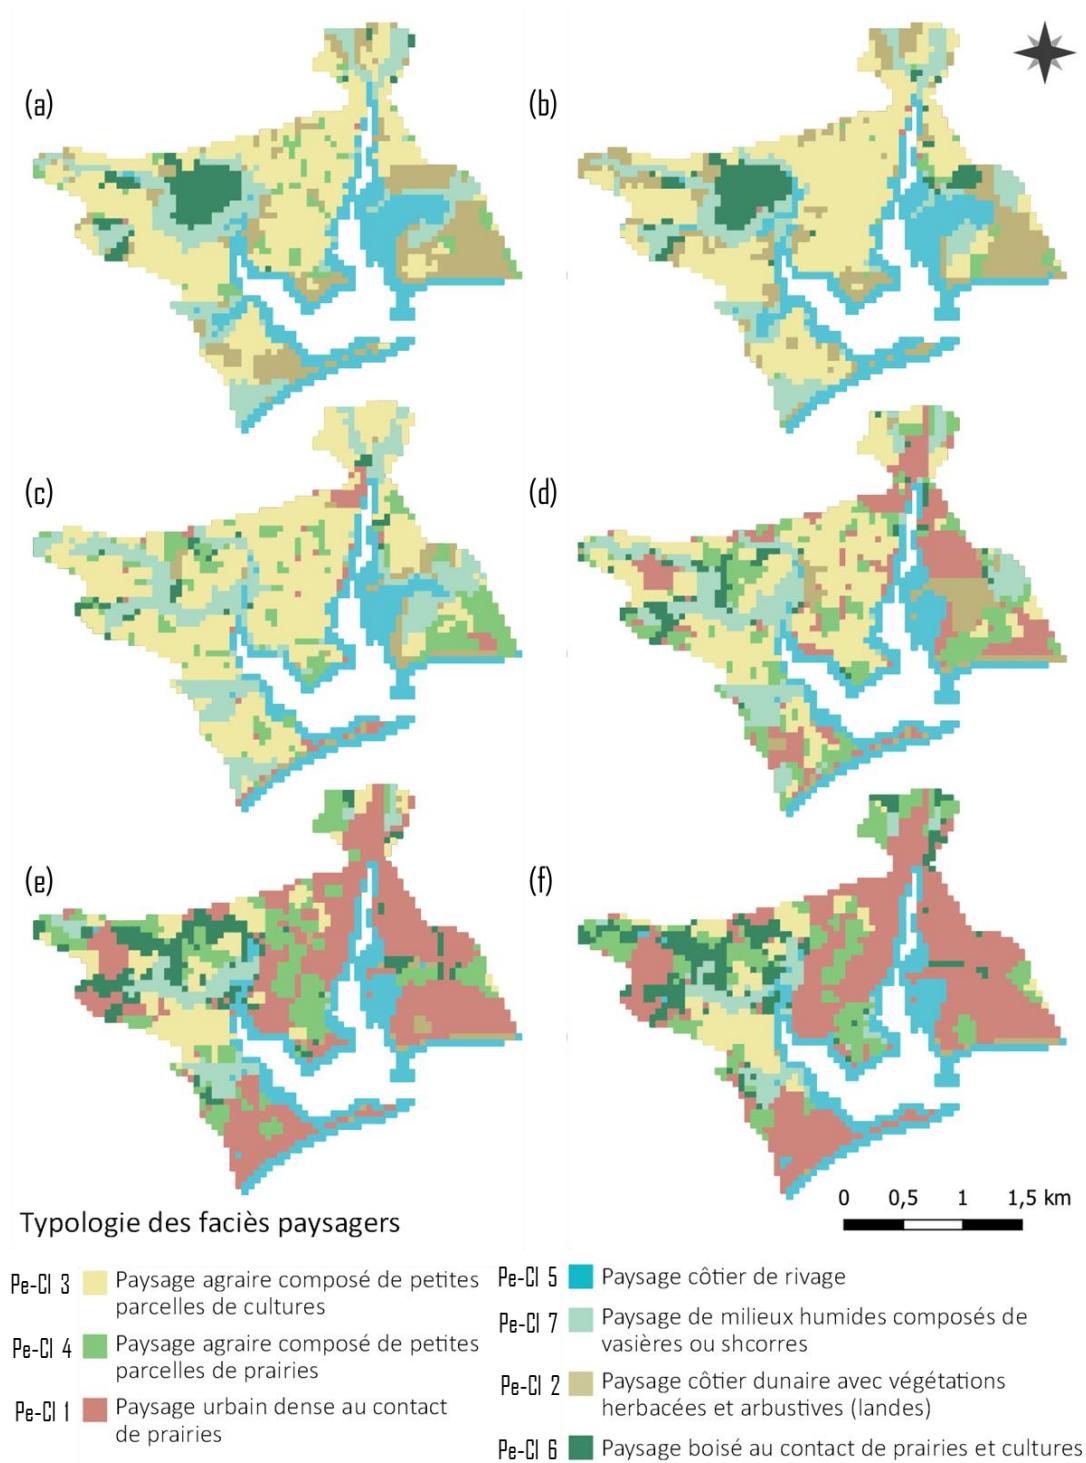 (a)
(b)
(c)
(d)
(e)
(f)
0 0,5 1 1,5 km
Typologie des faciès paysagers
Pe-Cl 3 Paysage agraire composé de petites
parcelles de cultures
Pe-Cl 4 Paysage agraire composé de petites
parcelles de prairies
Pe-Cl 1 Paysage urbain dense au contact
de prairies
Pe-Cl 5 Paysage côtier de rivage
Pe-Cl 7 Paysage de milieux humides composés de
vasières ou shcorres
Pe-Cl 2 Paysage côtier dunaire avec végétations
herbacées et arbustives (landes)
Pe-Cl 6 Paysage boisé au contact de prairies et cultures